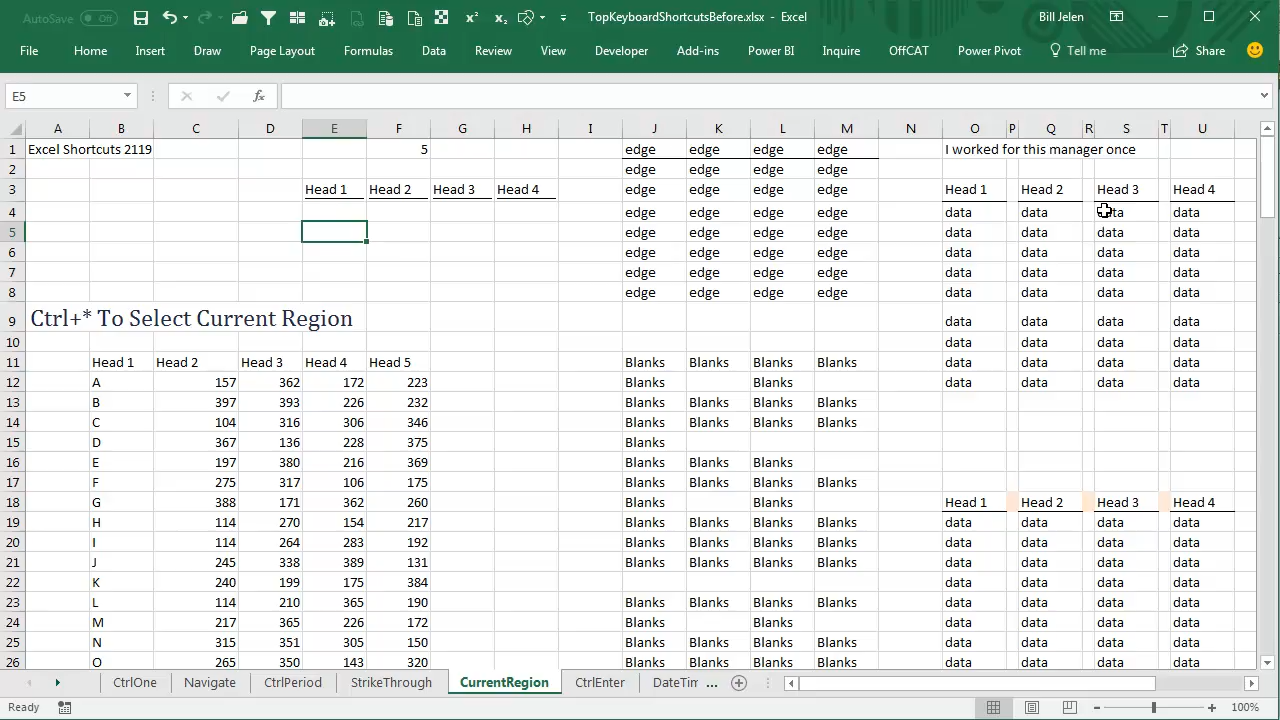 AutoSave Off TopKeyboardShortcutsBefore.xlsx - Excel Bill Jelen
File Home Insert Draw Page Layout Formulas Data Review View Developer Add-ins Power BI Inquire OffCAT Power Pivot Tell me Share
E5 fx
A B C D E F G H I J K L M N O P Q R S T U
1 Excel Shortcuts 2119 5 edge edge edge edge I worked for this manager once
2 edge edge edge edge
3 Head 1 Head 2 Head 3 Head 4 edge edge edge edge Head 1 Head 2 Head 3 Head 4
4 edge edge edge edge data data data data
5 edge edge edge edge data data data data
6 edge edge edge edge data data data data
7 edge edge edge edge data data data data
8 edge edge edge edge data data data data
9 Ctrl+* To Select Current Region data data data data
10 data data data data
11 Head 1 Head 2 Head 3 Head 4 Head 5 Blanks Blanks Blanks Blanks data data data data
12 A 157 362 172 223 Blanks Blanks data data data data
13 B 397 393 226 232 Blanks Blanks Blanks Blanks
14 C 104 316 306 346 Blanks Blanks Blanks Blanks
15 D 367 136 228 375 Blanks
16 E 197 380 216 369 Blanks Blanks Blanks
17 F 275 317 106 175 Blanks Blanks Blanks Blanks
18 G 388 171 362 260 Blanks Blanks Head 1 Head 2 Head 3 Head 4
19 H 114 270 154 217 Blanks Blanks Blanks Blanks data data data data
20 I 114 264 283 192 Blanks Blanks Blanks Blanks data data data data
21 J 245 338 389 131 Blanks Blanks Blanks Blanks data data data data
22 K 240 199 175 384 Blanks data data data data
23 L 114 210 365 190 Blanks Blanks Blanks Blanks data data data data
24 M 217 365 226 172 Blanks Blanks data data data data
25 N 315 351 305 150 Blanks Blanks Blanks Blanks data data data data
26 O 265 350 143 320 Blanks Blanks Blanks Blanks data data data data
CtrlOne Navigate CtrlPeriod StrikeThrough CurrentRegion CtrlEnter DateTim ...
Ready 100%